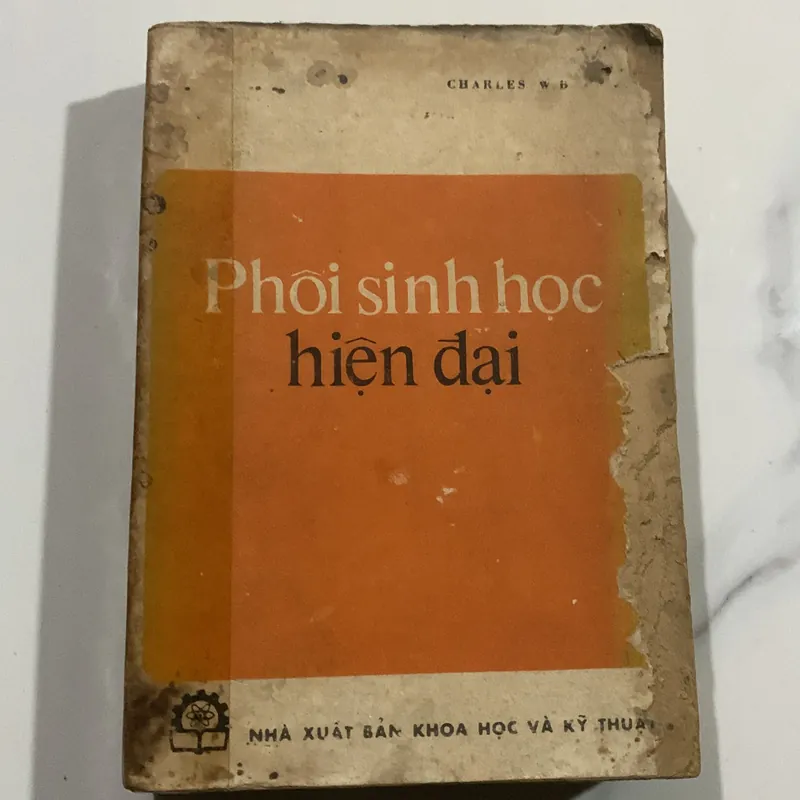 CHARLES W. B
Phôi sinh học
hiện đại
NHÀ XUẤT BẢN KHOA HỌC VÀ KỸ THUẬT